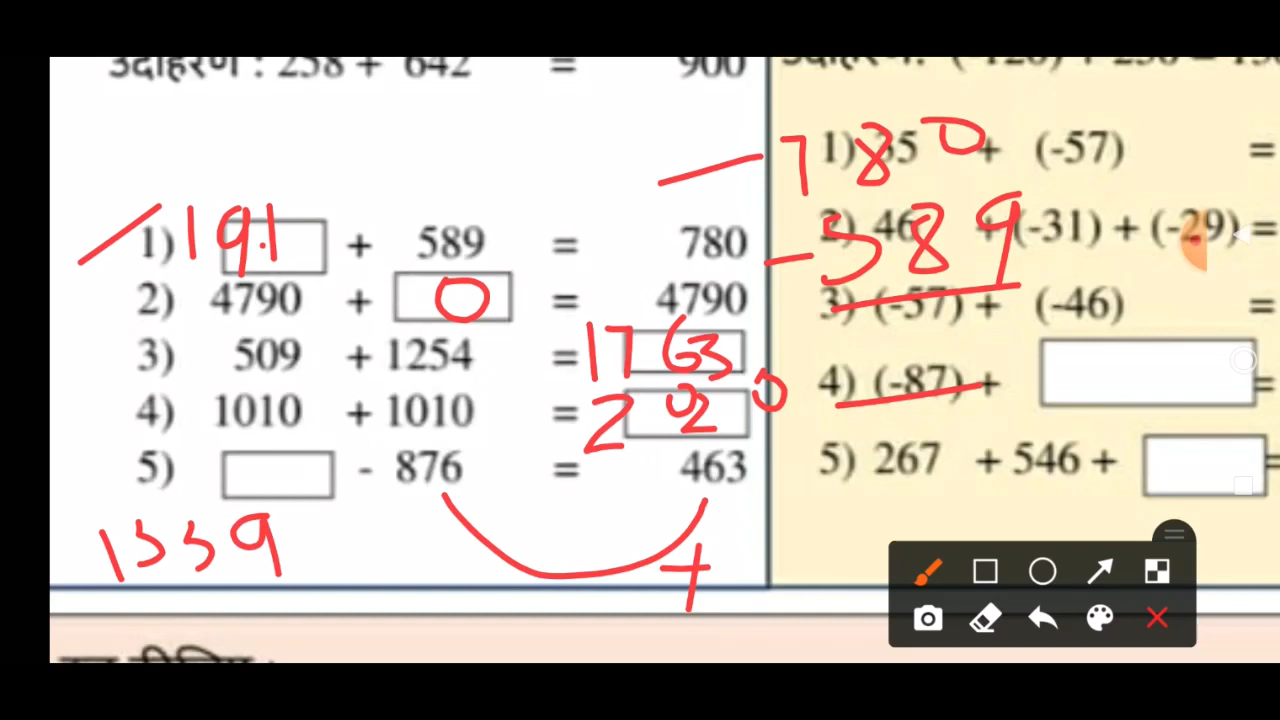 उदाहरण : 258 + 642 = 900
1) 191 + 589 = 780
2) 4790 + 0 = 4790
3) 509 + 1254 = 1763
4) 1010 + 1010 = 2020
5) - 876 = 463
1339
+
780
- 589
1) 35 + (-57) =
2) 46 + (-31) + (-29) =
3) (-57) + (-46) =
4) (-87) + =
5) 267 + 546 + =